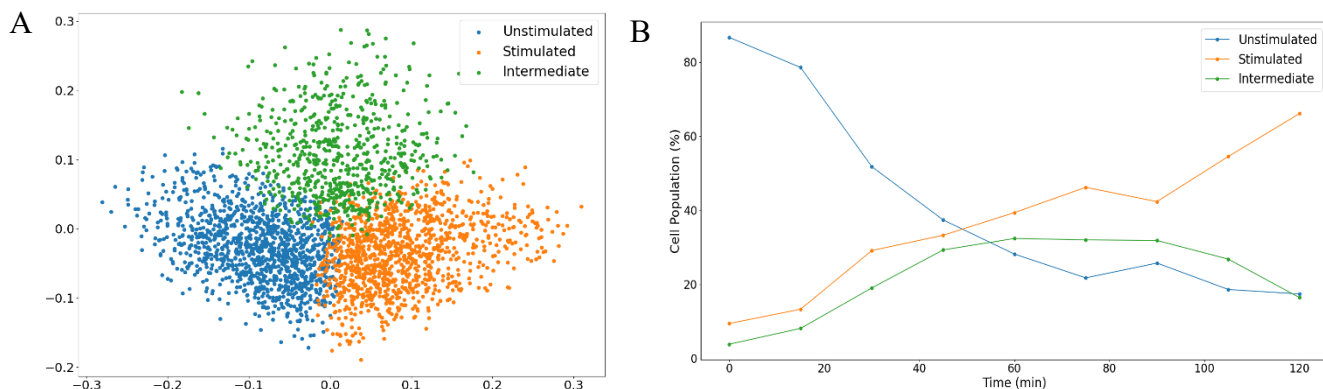 A
0.3
0.2
0.1
0.0
−0.1
−0.2
−0.3
−0.2
−0.1
0.0
0.1
0.2
0.3
Unstimulated
Stimulated
Intermediate
B
Cell Population (%)
80
60
40
20
0
0
20
40
60
80
100
120
Time (min)
Unstimulated
Stimulated
Intermediate